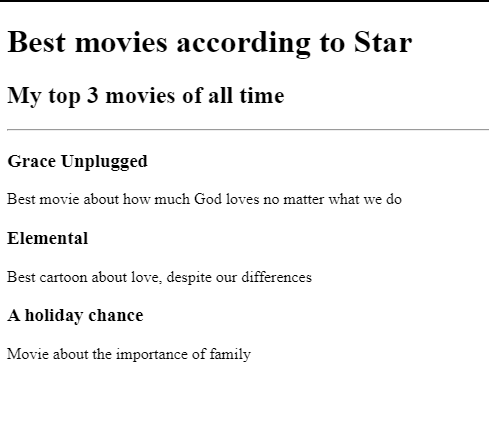 Best movies according to Star
My top 3 movies of all time
Grace Unplugged
Best movie about how much God loves no matter what we do
Elemental
Best cartoon about love, despite our differences
A holiday chance
Movie about the importance of family